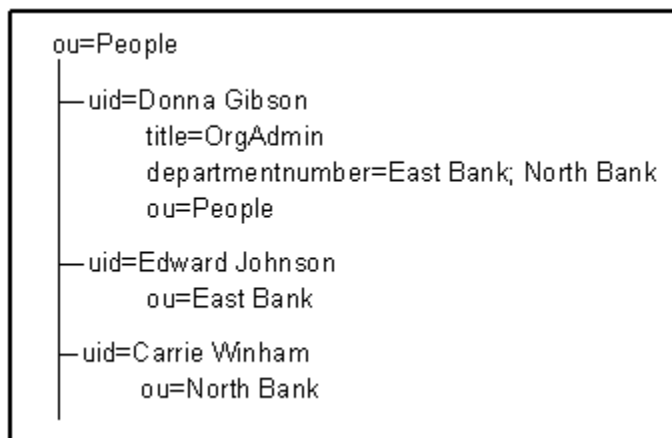 ou=People
uid=Donna Gibson
title=OrgAdmin
departmentnumber=East Bank; North Bank
ou=People
uid=Edward Johnson
ou=East Bank
uid=Carrie Winham
ou=North Bank